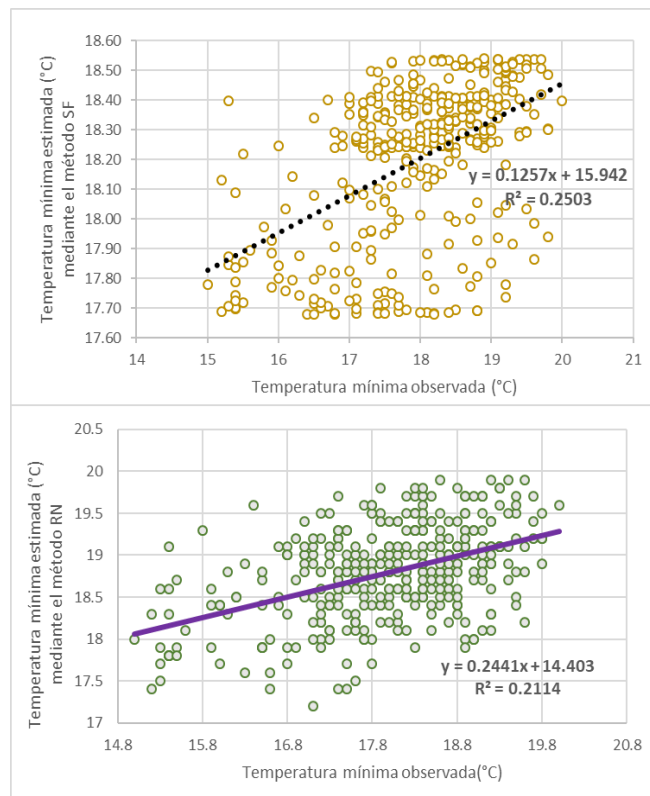 Temperatura mínima estimada (°C)
mediante el método SF
18.60
18.50
18.40
18.30
18.20
18.10
18.00
17.90
17.80
17.70
17.60
y = 0.1257x + 15.942
R² = 0.2503
14 15 16 17 18 19 20 21
Temperatura mínima observada (°C)
Temperatura mínima estimada(°C)
mediante el método RN
20.5
20
19.5
19
18.5
18
17.5
17
y = 0.2441x + 14.403
R² = 0.2114
14.8 15.8 16.8 17.8 18.8 19.8 20.8
Temperatura mínima observada(°C)